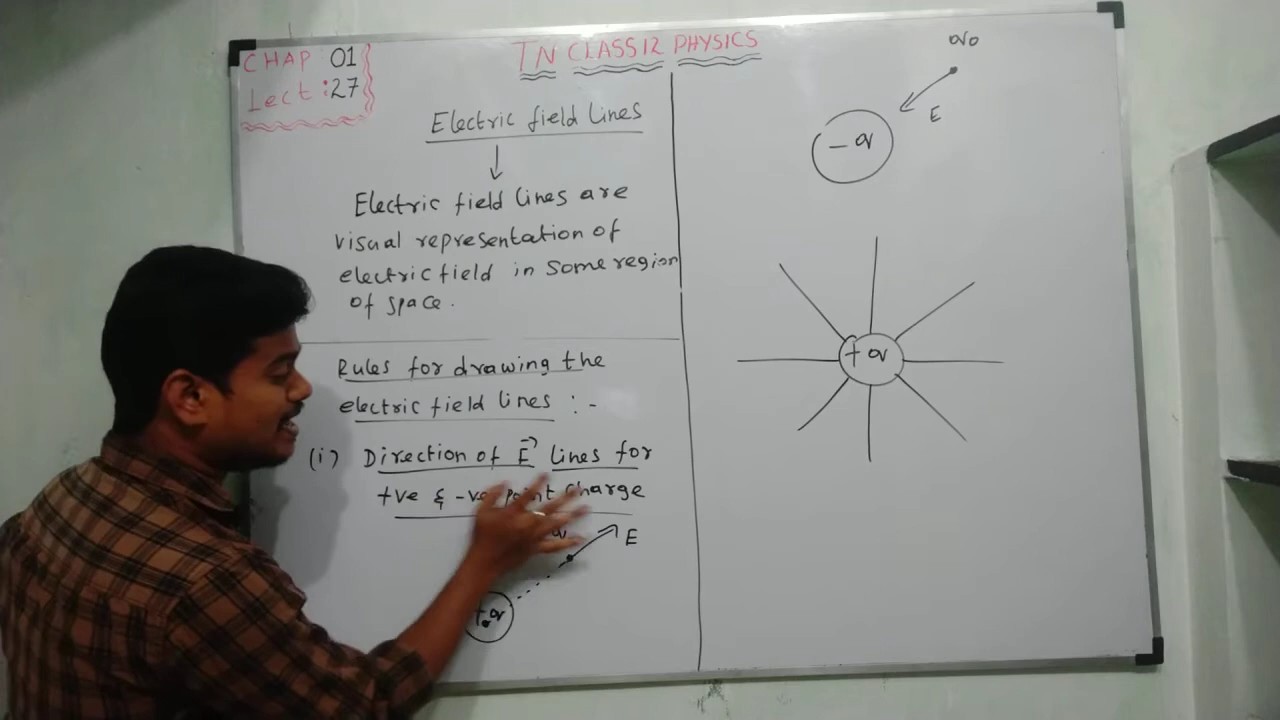 CHAP 01
Lect:27
TN CLASS12 PHYSICS
Electric field Lines
Electric field Lines are
visual representation of
electric field in some region
of space.
Rules for drawing the
electric field lines :-
(i) Direction of E⃗ lines for
+ve & -ve point charge
E
+q
q₀
E
-q
+q